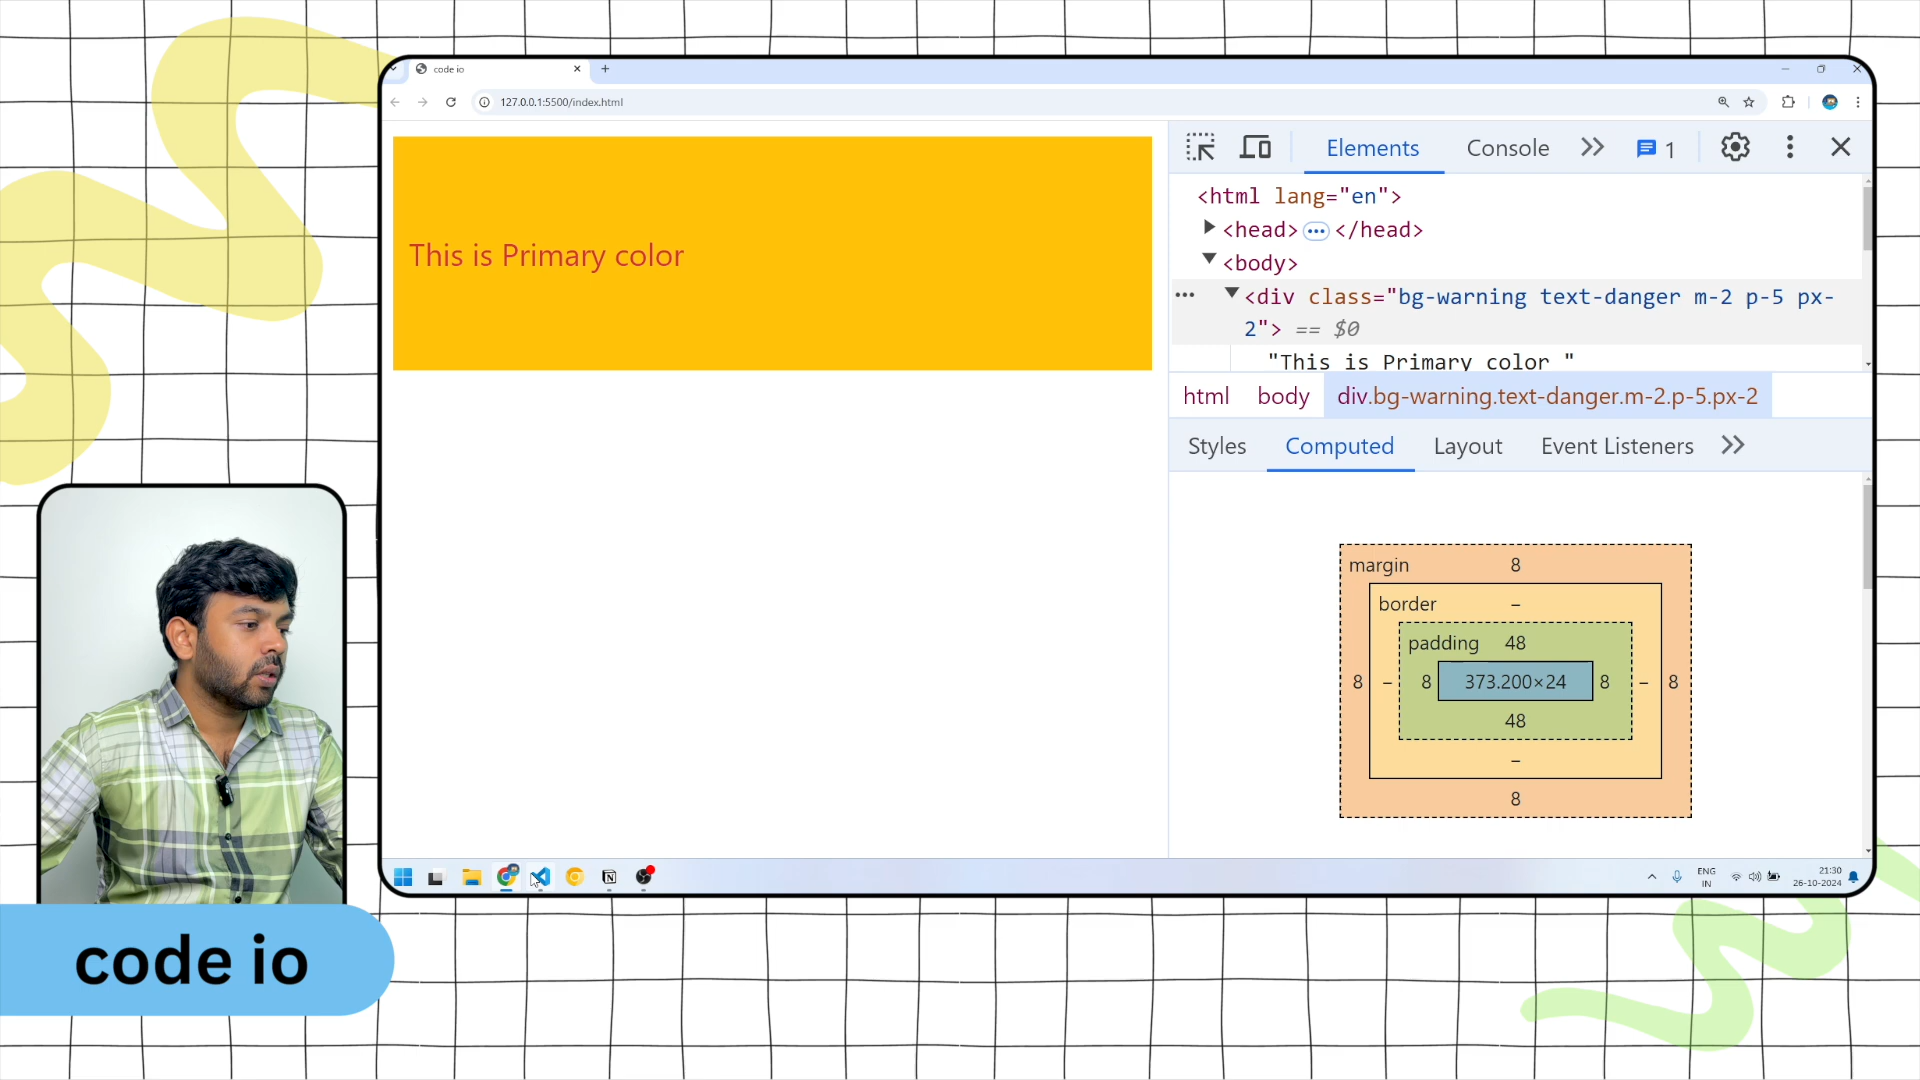 code io
127.0.0.1:5500/index.html
This is Primary color
Elements
Console
1
<html lang="en">
<head> </head>
<body>
<div class="bg-warning text-danger m-2 p-5 px-
2"> == $0
"This is Primary color "
html body div.bg-warning.text-danger.m-2.p-5.px-2
Styles Computed Layout Event Listeners
margin 8
border –
padding 48
8 – 8 373.200×24 8 – 8
48
–
8
ENG
IN
21:30
26-10-2024
code io